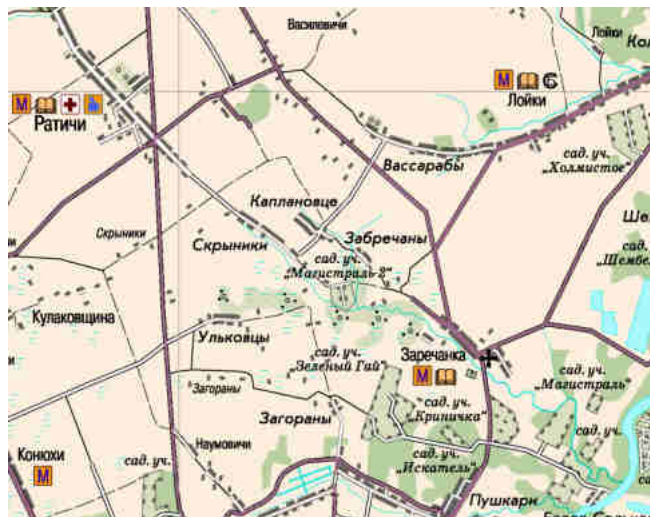 Василевичи
Лойки
М
М
Ратичи
Лойки
сад. уч.
„Холмистое“
Вассарабы
Каплановце
Скрыники
Скрыники
Забречаны
сад. уч.
„Магистраль-2“
сад. уч.
Кулаковщина
Ульковцы
сад. уч.
„Зеленый Гай“
Заречанка
М
сад. уч.
„Магистраль“
Загораны
сад. уч.
„Криничка“
Загораны
сад. уч.
Наумовичи
сад. уч.
„Искатель“
Конюхи
М
сад. уч.
Пушкари